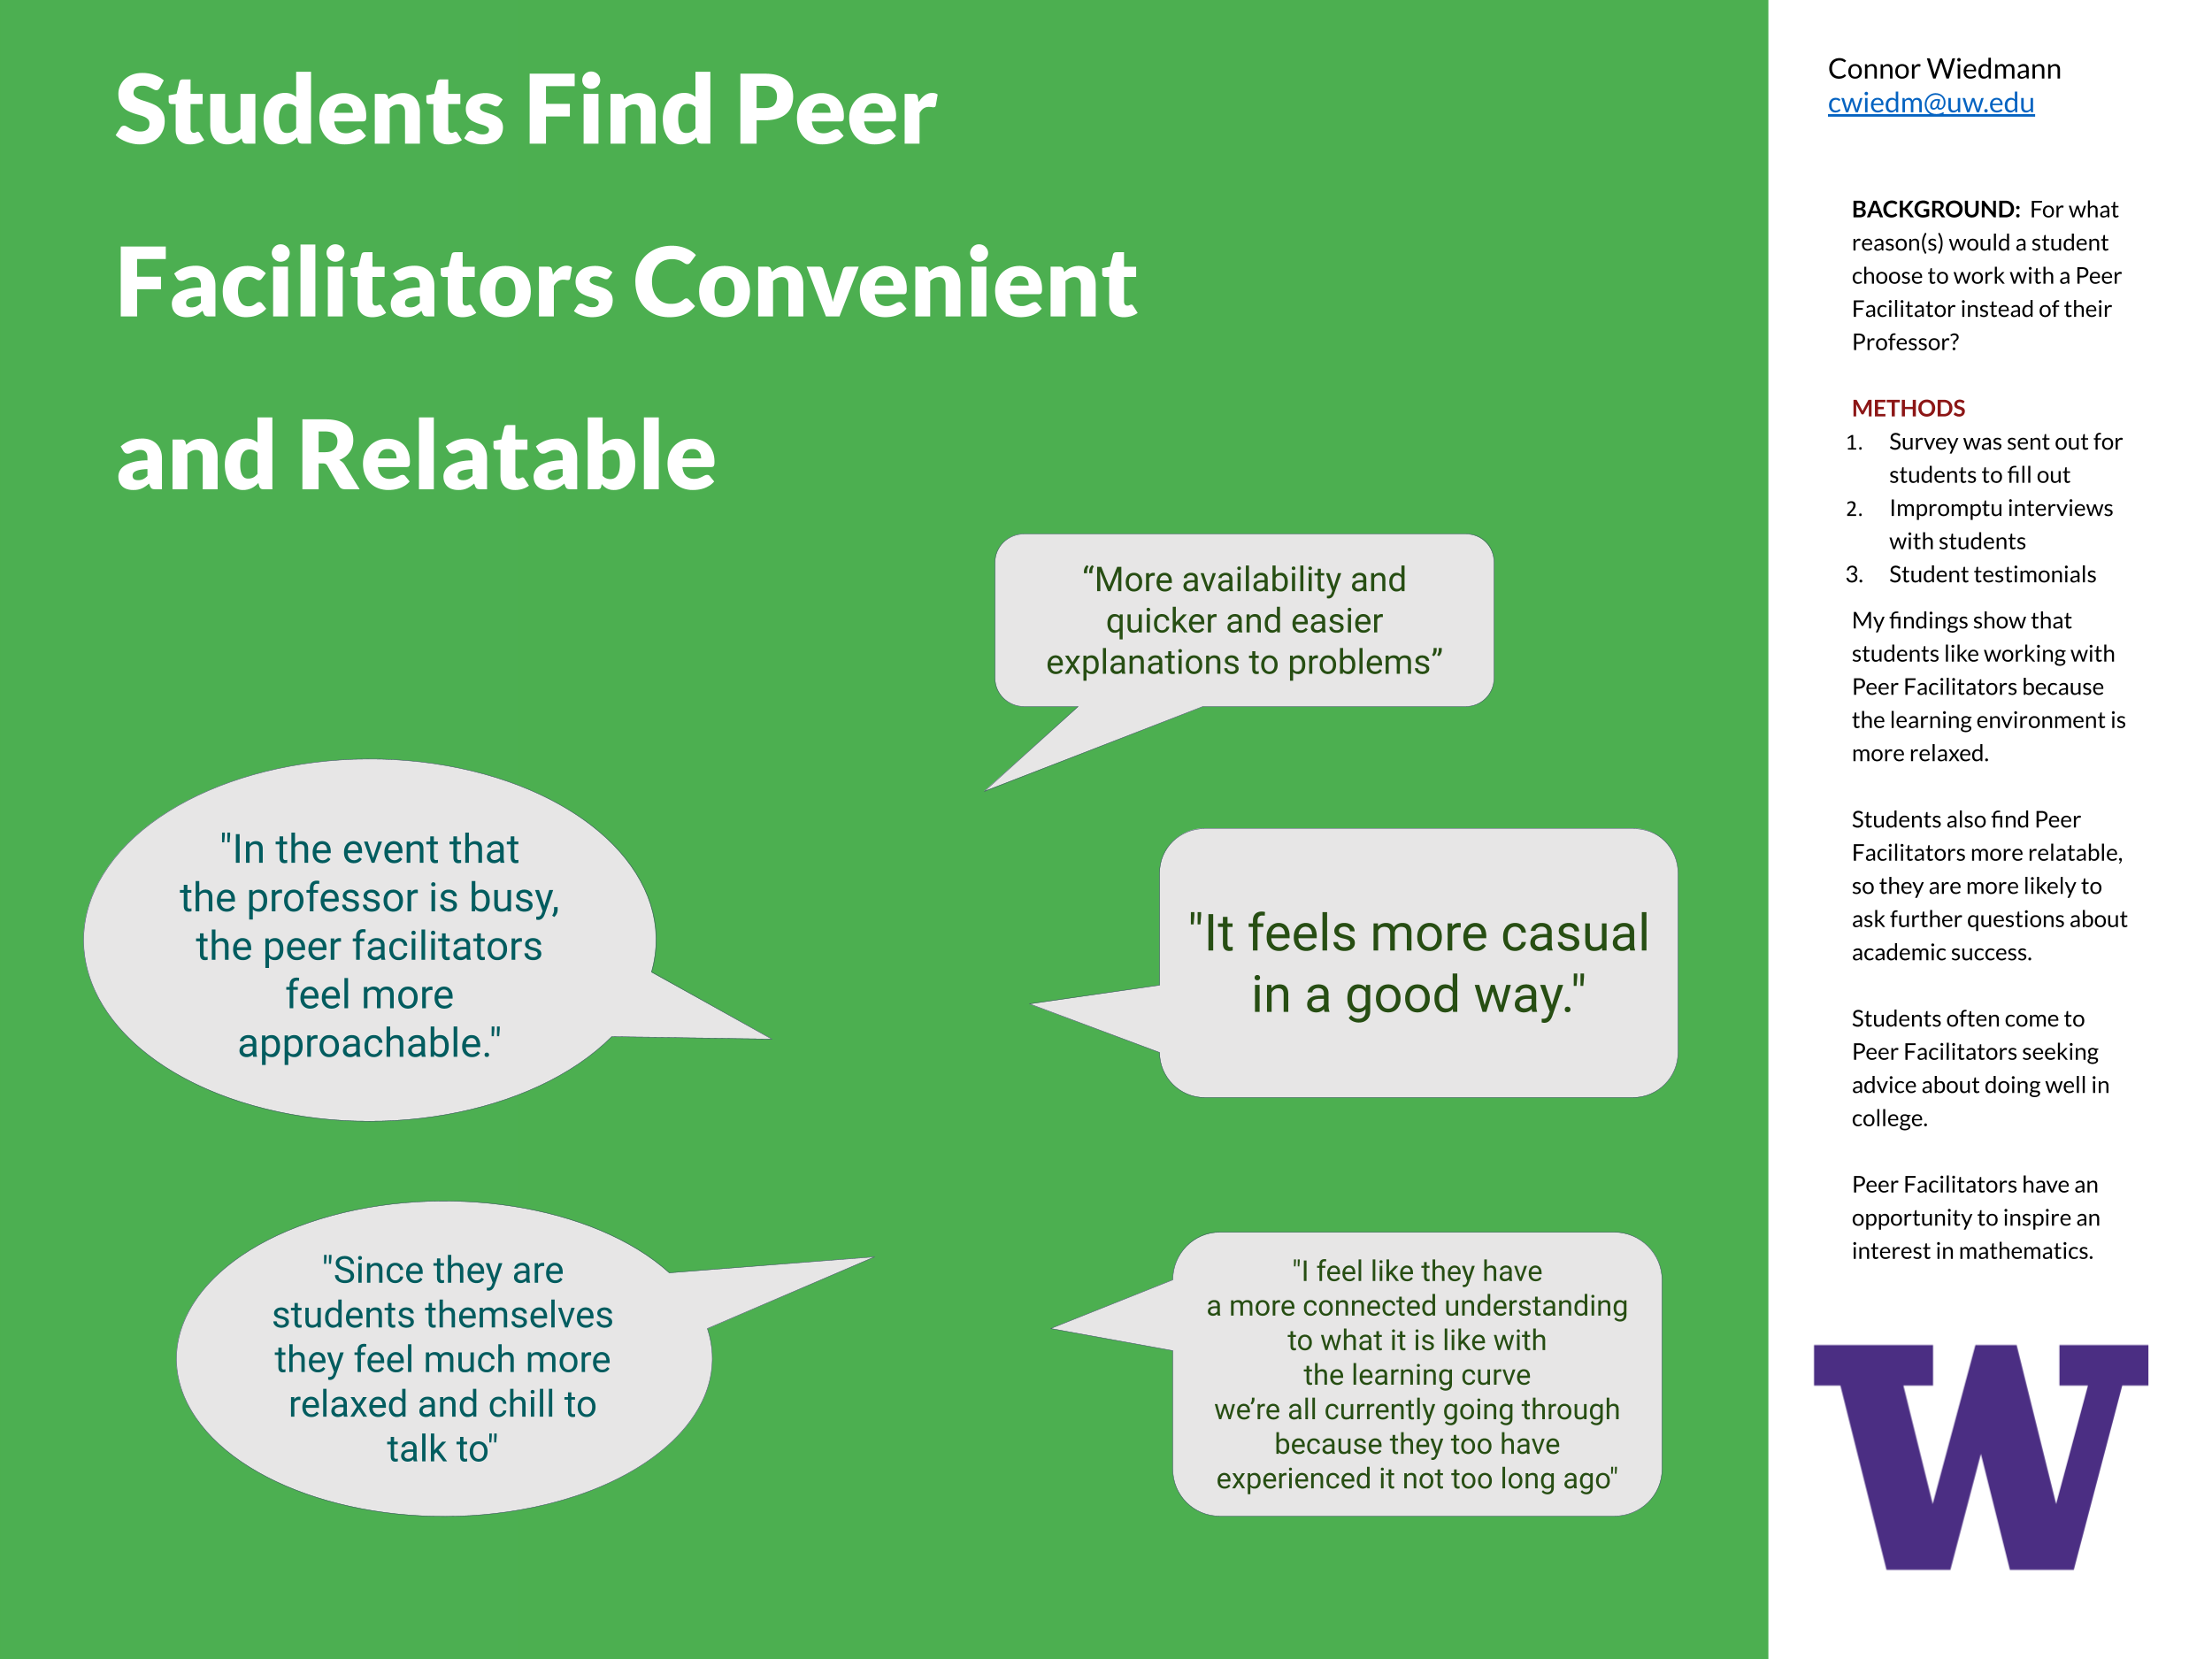 Students Find Peer
Facilitators Convenient
and Relatable
“More availability and
quicker and easier
explanations to problems”
"In the event that
the professor is busy,
the peer facilitators
feel more
approachable."
"It feels more casual
in a good way."
"Since they are
students themselves
they feel much more
relaxed and chill to
talk to"
"I feel like they have
a more connected understanding
to what it is like with
the learning curve
we’re all currently going through
because they too have
experienced it not too long ago"
Connor Wiedmann
cwiedm@uw.edu
BACKGROUND: For what
reason(s) would a student
choose to work with a Peer
Facilitator instead of their
Professor?
METHODS
1. Survey was sent out for
students to fill out
2. Impromptu interviews
with students
3. Student testimonials
My findings show that
students like working with
Peer Facilitators because
the learning environment is
more relaxed.
Students also find Peer
Facilitators more relatable,
so they are more likely to
ask further questions about
academic success.
Students often come to
Peer Facilitators seeking
advice about doing well in
college.
Peer Facilitators have an
opportunity to inspire an
interest in mathematics.
W